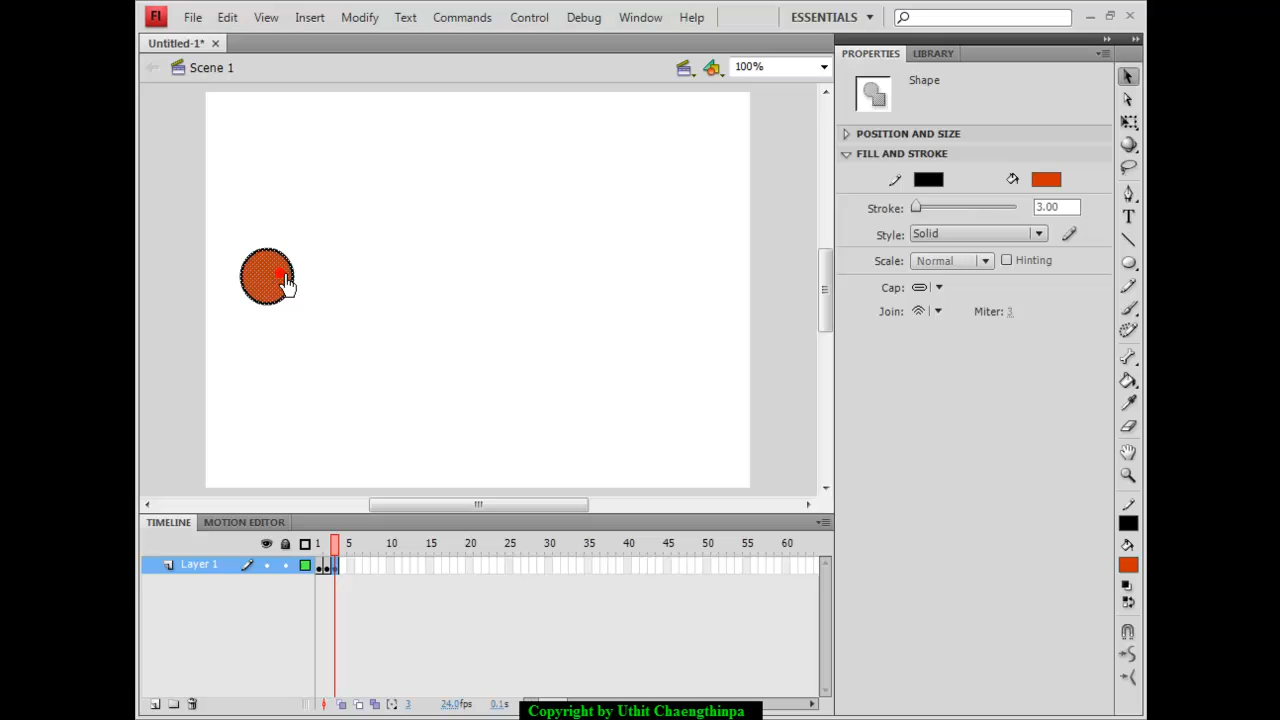 Fl File Edit View Insert Modify Text Commands Control Debug Window Help ESSENTIALS
Untitled-1*
PROPERTIES LIBRARY
Scene 1 100%
Shape
POSITION AND SIZE
FILL AND STROKE
Stroke: 3.00
Style: Solid
Scale: Normal Hinting
Cap:
Join: Miter: 3
TIMELINE MOTION EDITOR
1 5 10 15 20 25 30 35 40 45 50 55 60
Layer 1
3 24.0fps 0.1s
Copyright by Uthit Chaengthinpa